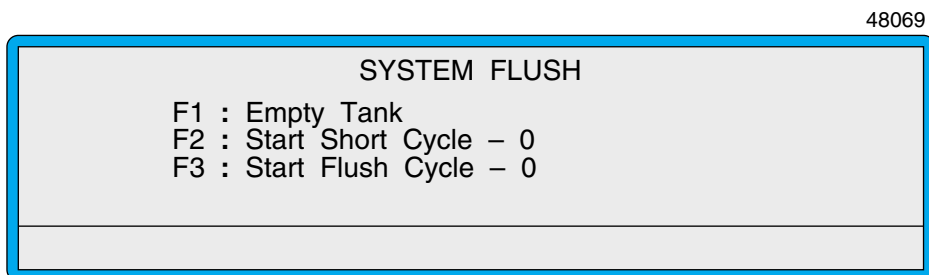 48069
SYSTEM FLUSH
F1 : Empty Tank
F2 : Start Short Cycle – 0
F3 : Start Flush Cycle – 0